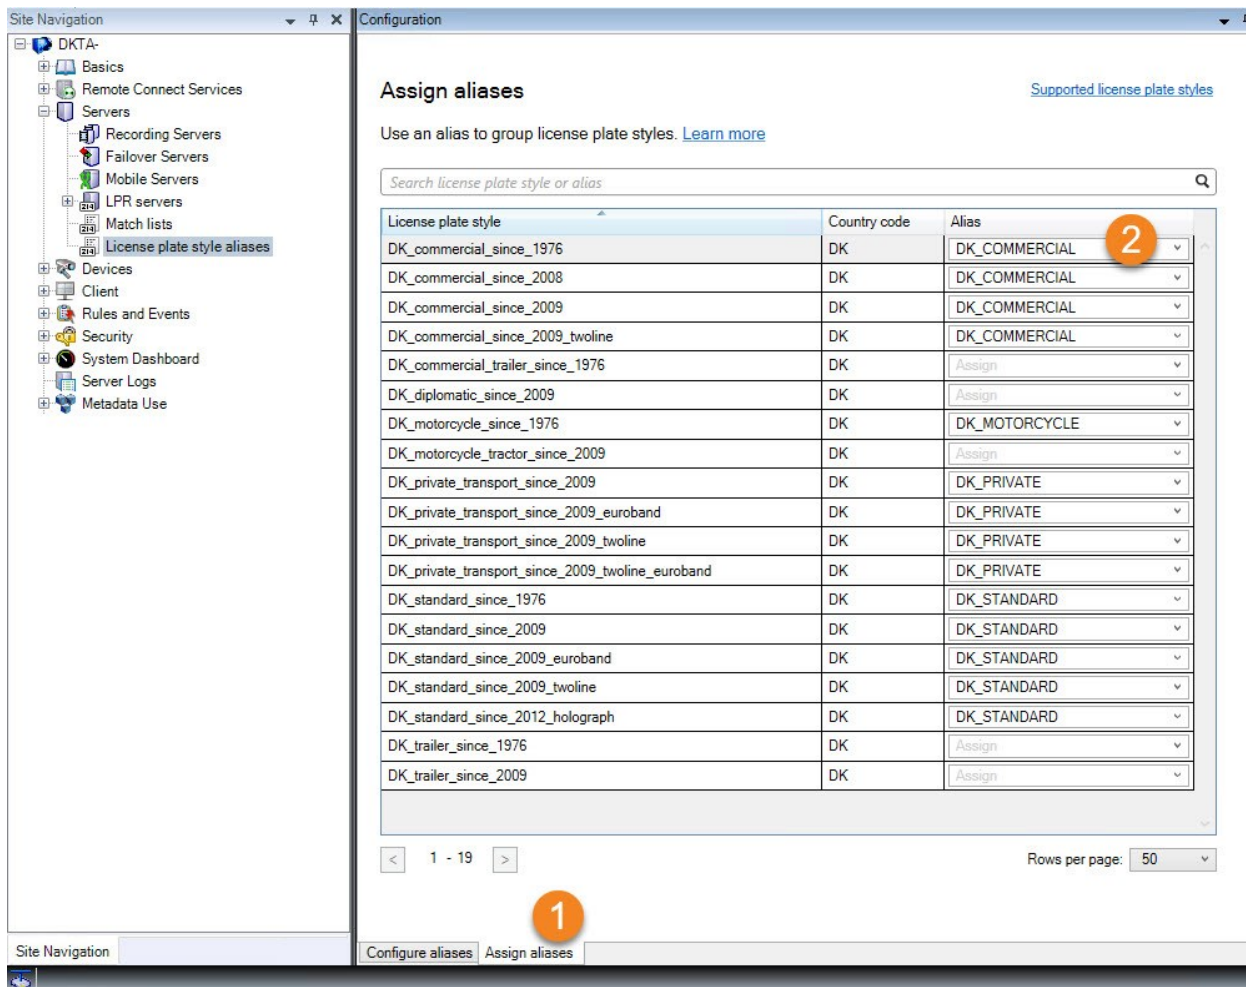 Site Navigation
DKTA-
Basics
Remote Connect Services
Servers
Recording Servers
Failover Servers
Mobile Servers
LPR servers
Match lists
License plate style aliases
Devices
Client
Rules and Events
Security
System Dashboard
Server Logs
Metadata Use
Site Navigation
Configuration
Assign aliases
Supported license plate styles
Use an alias to group license plate styles. Learn more
Search license plate style or alias
License plate style Country code Alias
2
DK_commercial_since_1976 DK DK_COMMERCIAL
DK_commercial_since_2008 DK DK_COMMERCIAL
DK_commercial_since_2009 DK DK_COMMERCIAL
DK_commercial_since_2009_twoline DK DK_COMMERCIAL
DK_commercial_trailer_since_1976 DK Assign
DK_diplomatic_since_2009 DK Assign
DK_motorcycle_since_1976 DK DK_MOTORCYCLE
DK_motorcycle_tractor_since_2009 DK Assign
DK_private_transport_since_2009 DK DK_PRIVATE
DK_private_transport_since_2009_euroband DK DK_PRIVATE
DK_private_transport_since_2009_twoline DK DK_PRIVATE
DK_private_transport_since_2009_twoline_euroband DK DK_PRIVATE
DK_standard_since_1976 DK DK_STANDARD
DK_standard_since_2009 DK DK_STANDARD
DK_standard_since_2009_euroband DK DK_STANDARD
DK_standard_since_2009_twoline DK DK_STANDARD
DK_standard_since_2012_holograph DK DK_STANDARD
DK_trailer_since_1976 DK Assign
DK_trailer_since_2009 DK Assign
< 1 - 19 > Rows per page: 50
1
Configure aliases Assign aliases